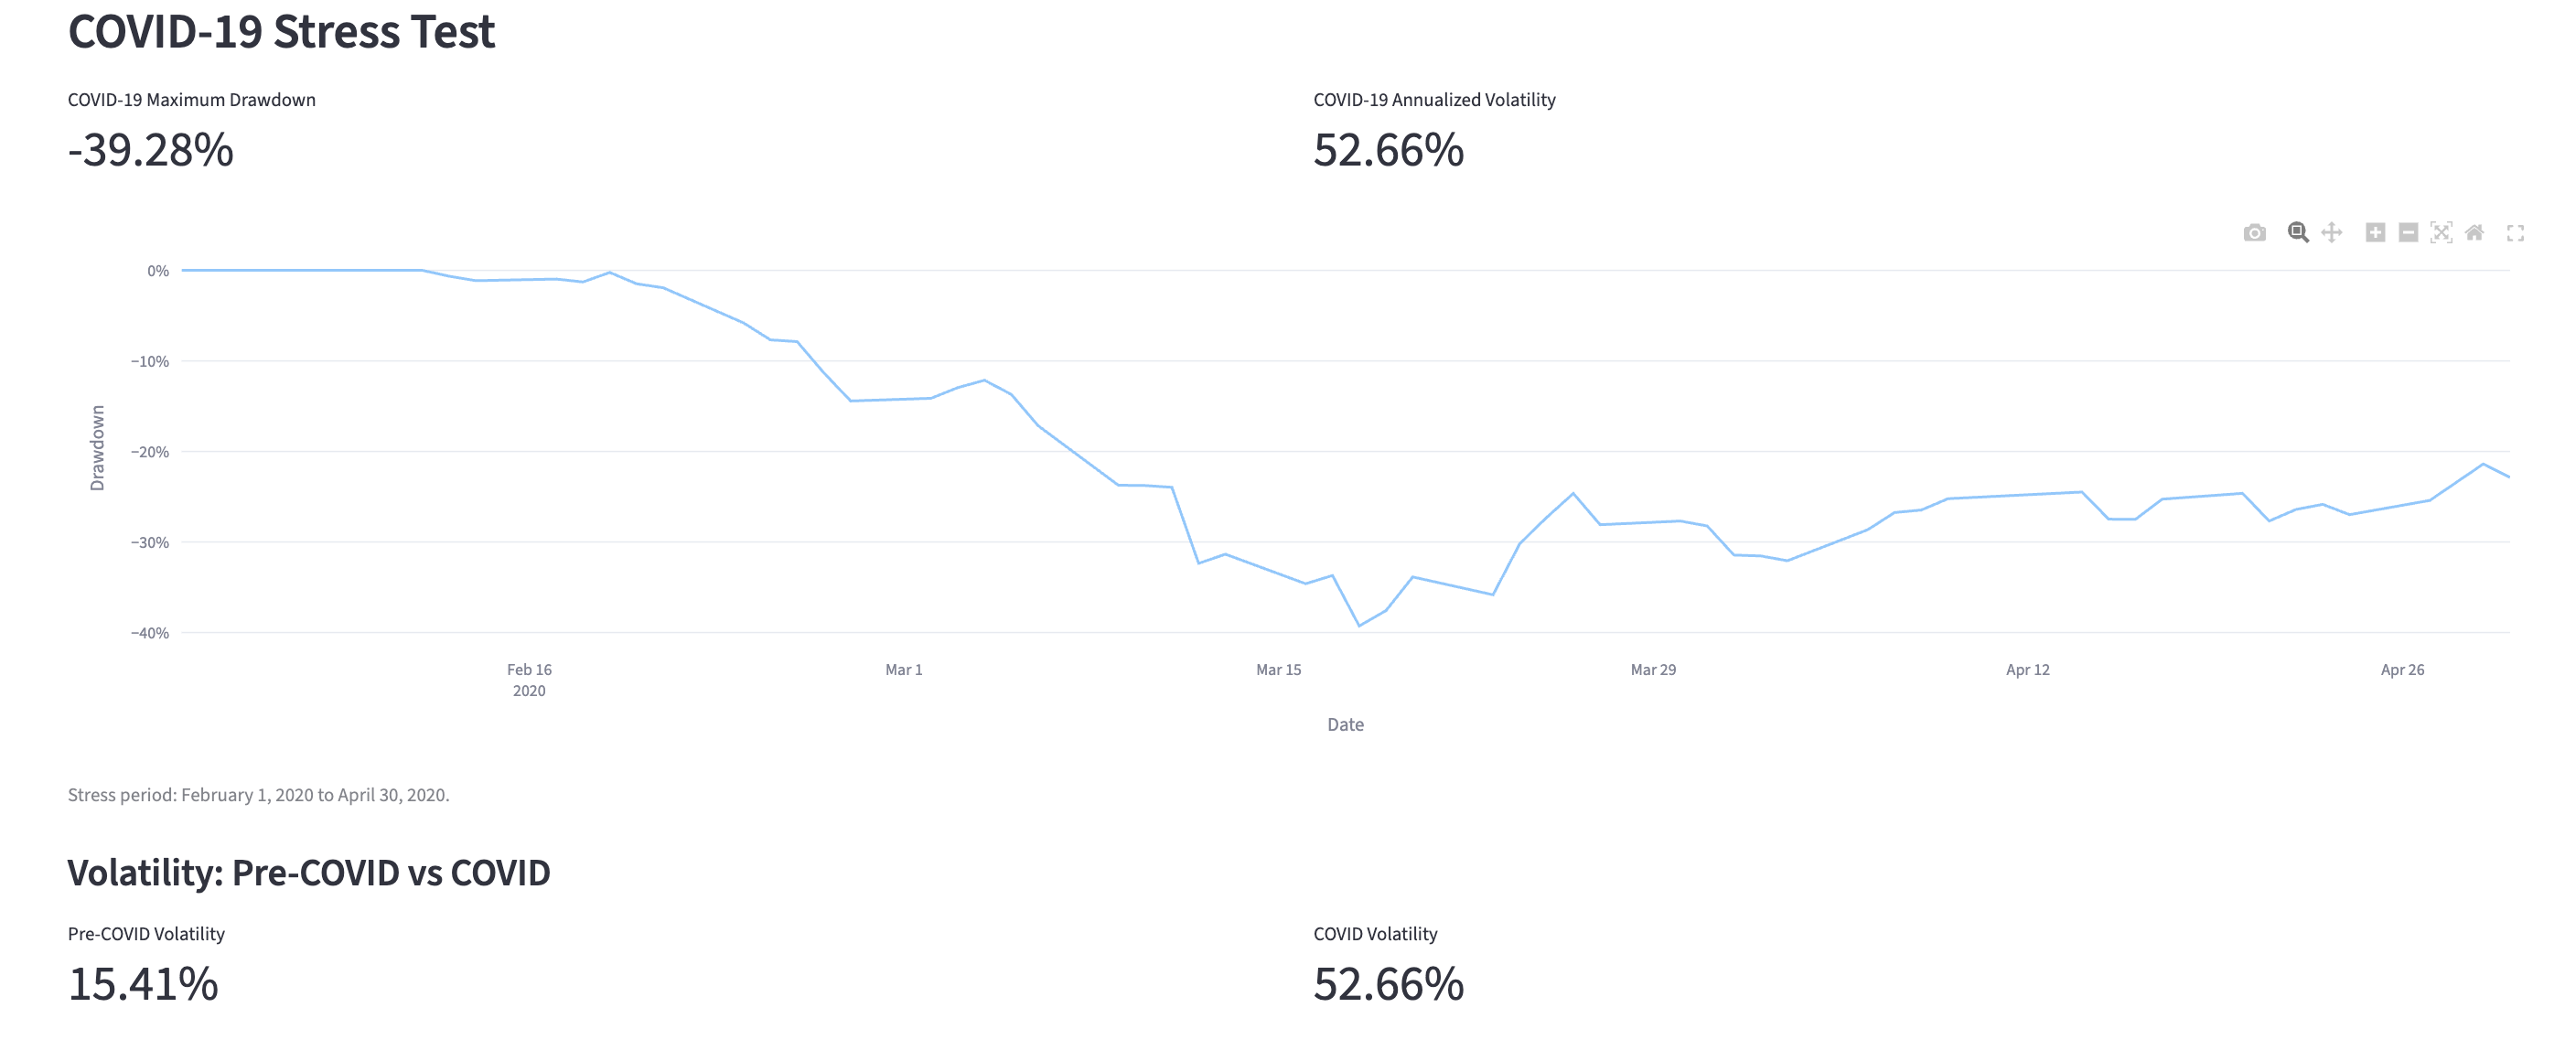 COVID-19 Stress Test
COVID-19 Maximum Drawdown
-39.28%
COVID-19 Annualized Volatility
52.66%
0%
−10%
−20%
−30%
−40%
Drawdown
Feb 16
2020
Mar 1
Mar 15
Mar 29
Apr 12
Apr 26
Date
Stress period: February 1, 2020 to April 30, 2020.
Volatility: Pre-COVID vs COVID
Pre-COVID Volatility
15.41%
COVID Volatility
52.66%